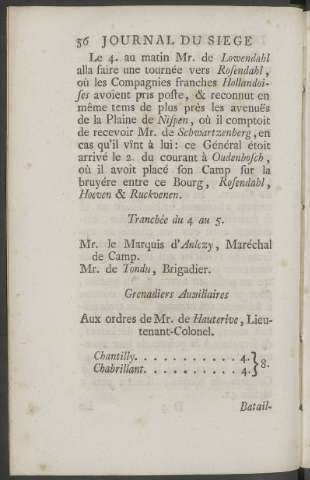 56 JOURNAL DU SIEGE
Le 4. au matin Mr. de Lowendahl
alla faire une tournée vers Rosendahl,
où les Compagnies franches Hollandoi-
ses avoient pris poste, & reconnut en
même tems de plus près les avenuës
de la Plaine de Nispen, où il comptoit
de recevoir Mr. de Schwartzenberg, en
cas qu'il vînt à lui: ce Général étoit
arrivé le 2. du courant à Oudenbosch,
où il avoit placé son Camp sur la
bruyére entre ce Bourg, Rosendahl,
Hoeven & Ruckvenen.
Tranchée du 4 au 5.
Mr. le Marquis d'Anlezy, Maréchal
de Camp.
Mr. de Tondu, Brigadier.
Grenadiers Auxiliaires
Aux ordres de Mr. de Hauterive, Lieu-
tenant-Colonel.
Chantilly. . . . . . . . . . . 4. } 8.
Chabrillant. . . . . . . . . . 4.
Batail-